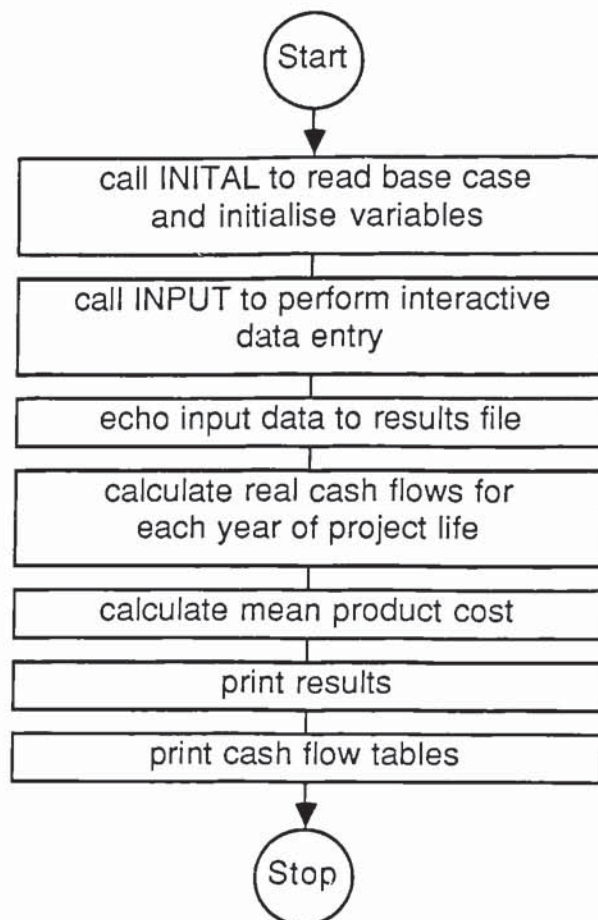 Start
call INITAL to read base case
and initialise variables
call INPUT to perform interactive
data entry
echo input data to results file
calculate real cash flows for
each year of project life
calculate mean product cost
print results
print cash flow tables
Stop